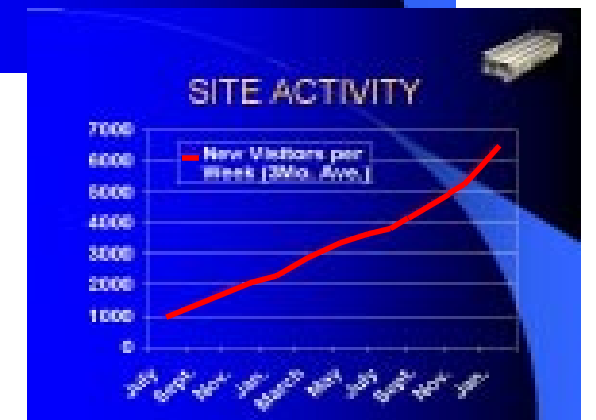 SITE ACTIVITY
7000
New Visitors per
6000
Week (3Mo. Ave.)
5000
4000
3000
2000
1000
0
July Sept. Nov. Jan. March May July Sept. Nov. Jan.